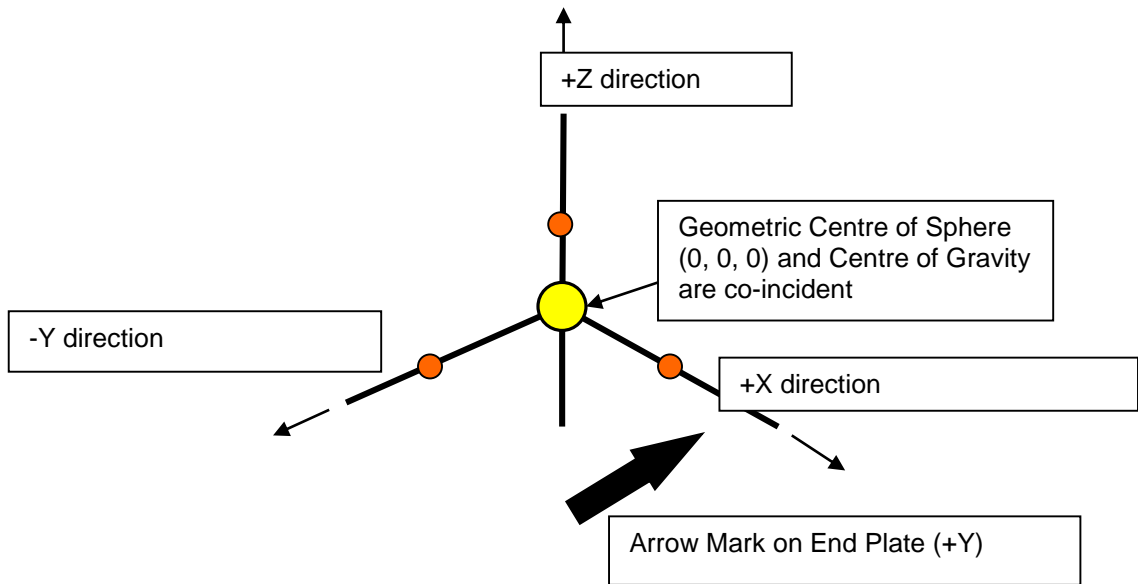 +Z direction
Geometric Centre of Sphere
(0, 0, 0) and Centre of Gravity
are co-incident
-Y direction
+X direction
Arrow Mark on End Plate (+Y)